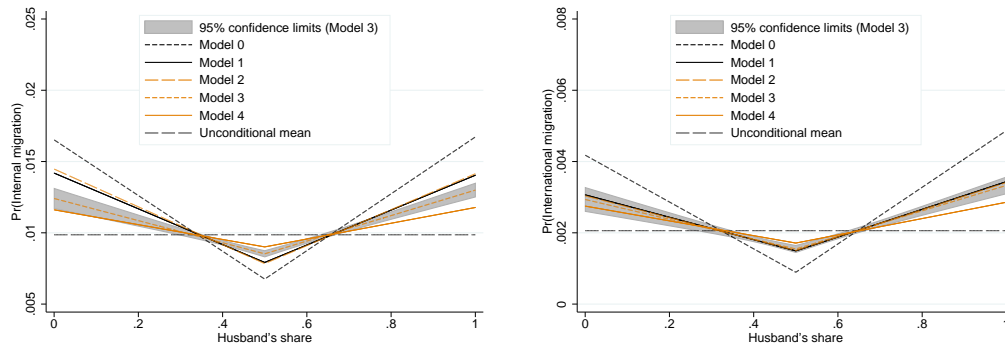 Pr(Internal migration)
.025
.02
.015
.01
.005
95% confidence limits (Model 3)
Model 0
Model 1
Model 2
Model 3
Model 4
Unconditional mean
0 .2 .4 .6 .8 1
Husband's share
Pr(International migration)
.008
.006
.004
.002
0
95% confidence limits (Model 3)
Model 0
Model 1
Model 2
Model 3
Model 4
Unconditional mean
0 .2 .4 .6 .8 1
Husband's share